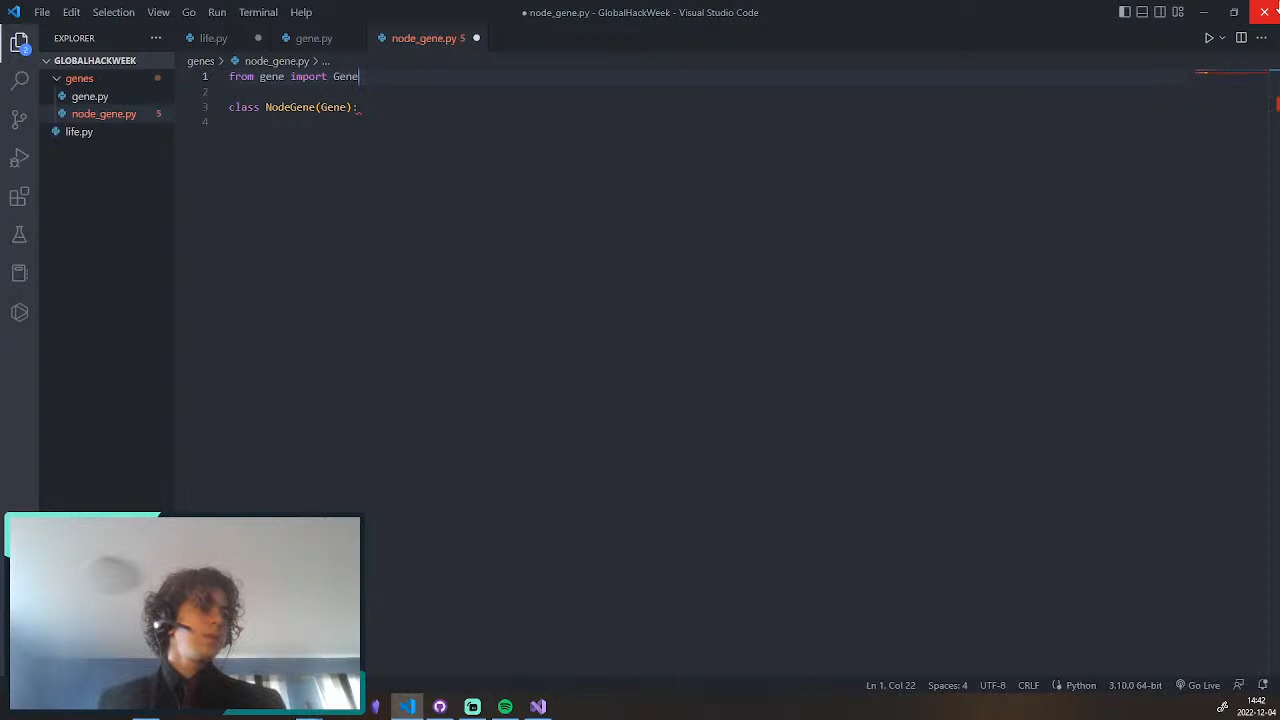 File Edit Selection View Go Run Terminal Help
● node_gene.py - GlobalHackWeek - Visual Studio Code
EXPLORER
life.py
gene.py
node_gene.py 5
GLOBALHACKWEEK
genes
gene.py
node_gene.py 5
life.py
2
genes > node_gene.py > ...
1 from gene import Gene
2
3 class NodeGene(Gene):
4
Ln 1, Col 22 Spaces: 4 UTF-8 CRLF Python 3.10.0 64-bit Go Live
14:42
2022-12-04